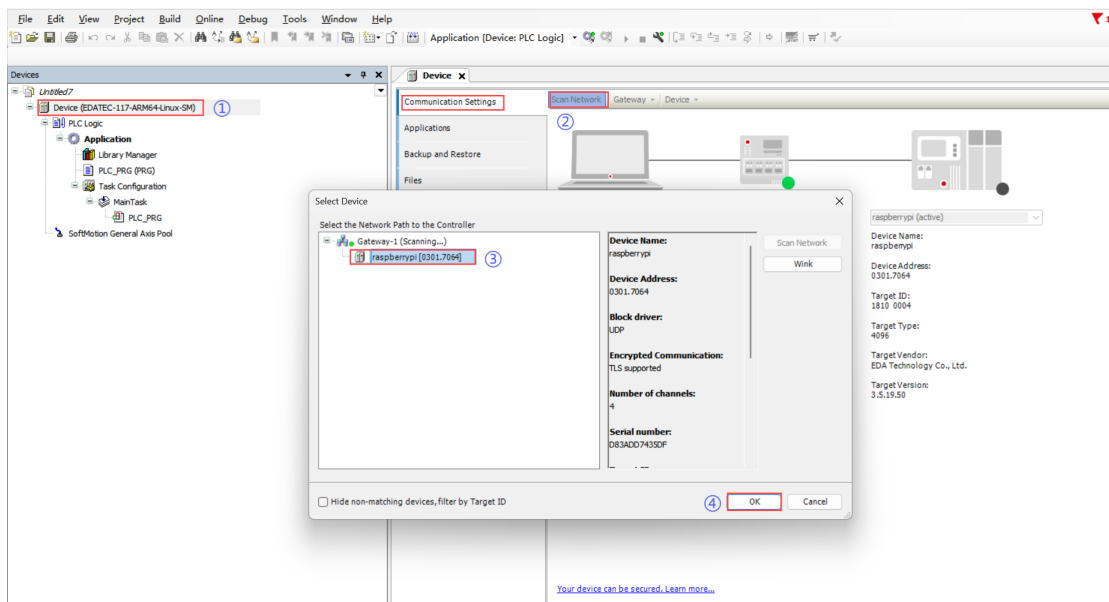 File Edit View Project Build Online Debug Tools Window Help
Application [Device: PLC Logic]
Devices
Untitled7
Device (EDATEC-117-ARM64-Linux-SM)
①
PLC Logic
Application
Library Manager
PLC_PRG (PRG)
Task Configuration
MainTask
PLC_PRG
SoftMotion General Axis Pool
Device
Communication Settings
Applications
Backup and Restore
Files
Scan Network Gateway Device
②
Select Device
Select the Network Path to the Controller
Gateway-1 (Scanning...)
raspberrypi [0301.7064]
③
Device Name:
raspberrypi
Device Address:
0301.7064
Block driver:
UDP
Encrypted Communication:
TLS supported
Number of channels:
4
Serial number:
D83ADD7435DF
Scan Network
Wink
Hide non-matching devices, filter by Target ID
④
OK
Cancel
raspberrypi (active)
Device Name:
raspberrypi
Device Address:
0301.7064
Target ID:
1810 0004
Target Type:
4096
Target Vendor:
EDA Technology Co., Ltd.
Target Version:
3.5.19.50
Your device can be secured. Learn more...